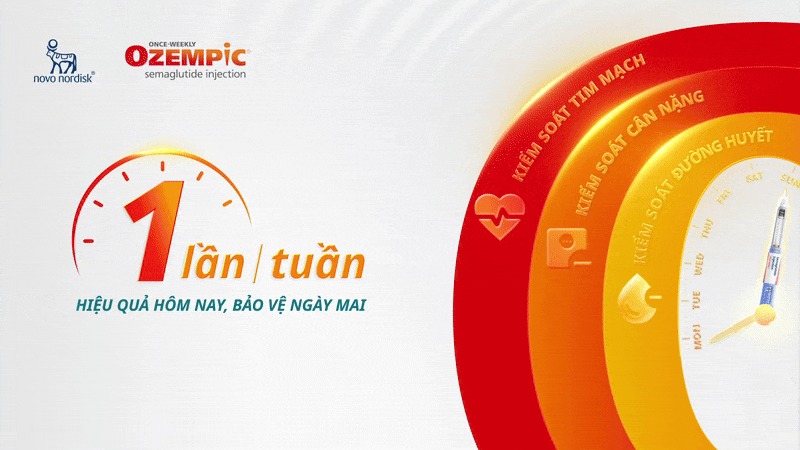 novo nordisk®
ONCE-WEEKLY
OZEMPIC®
semaglutide injection
1 lần | tuần
HIỆU QUẢ HÔM NAY, BẢO VỆ NGÀY MAI
KIỂM SOÁT TIM MẠCH
KIỂM SOÁT CÂN NẶNG
KIỂM SOÁT ĐƯỜNG HUYẾT
MON
TUE
WED
THU
FRI
SAT
SUN